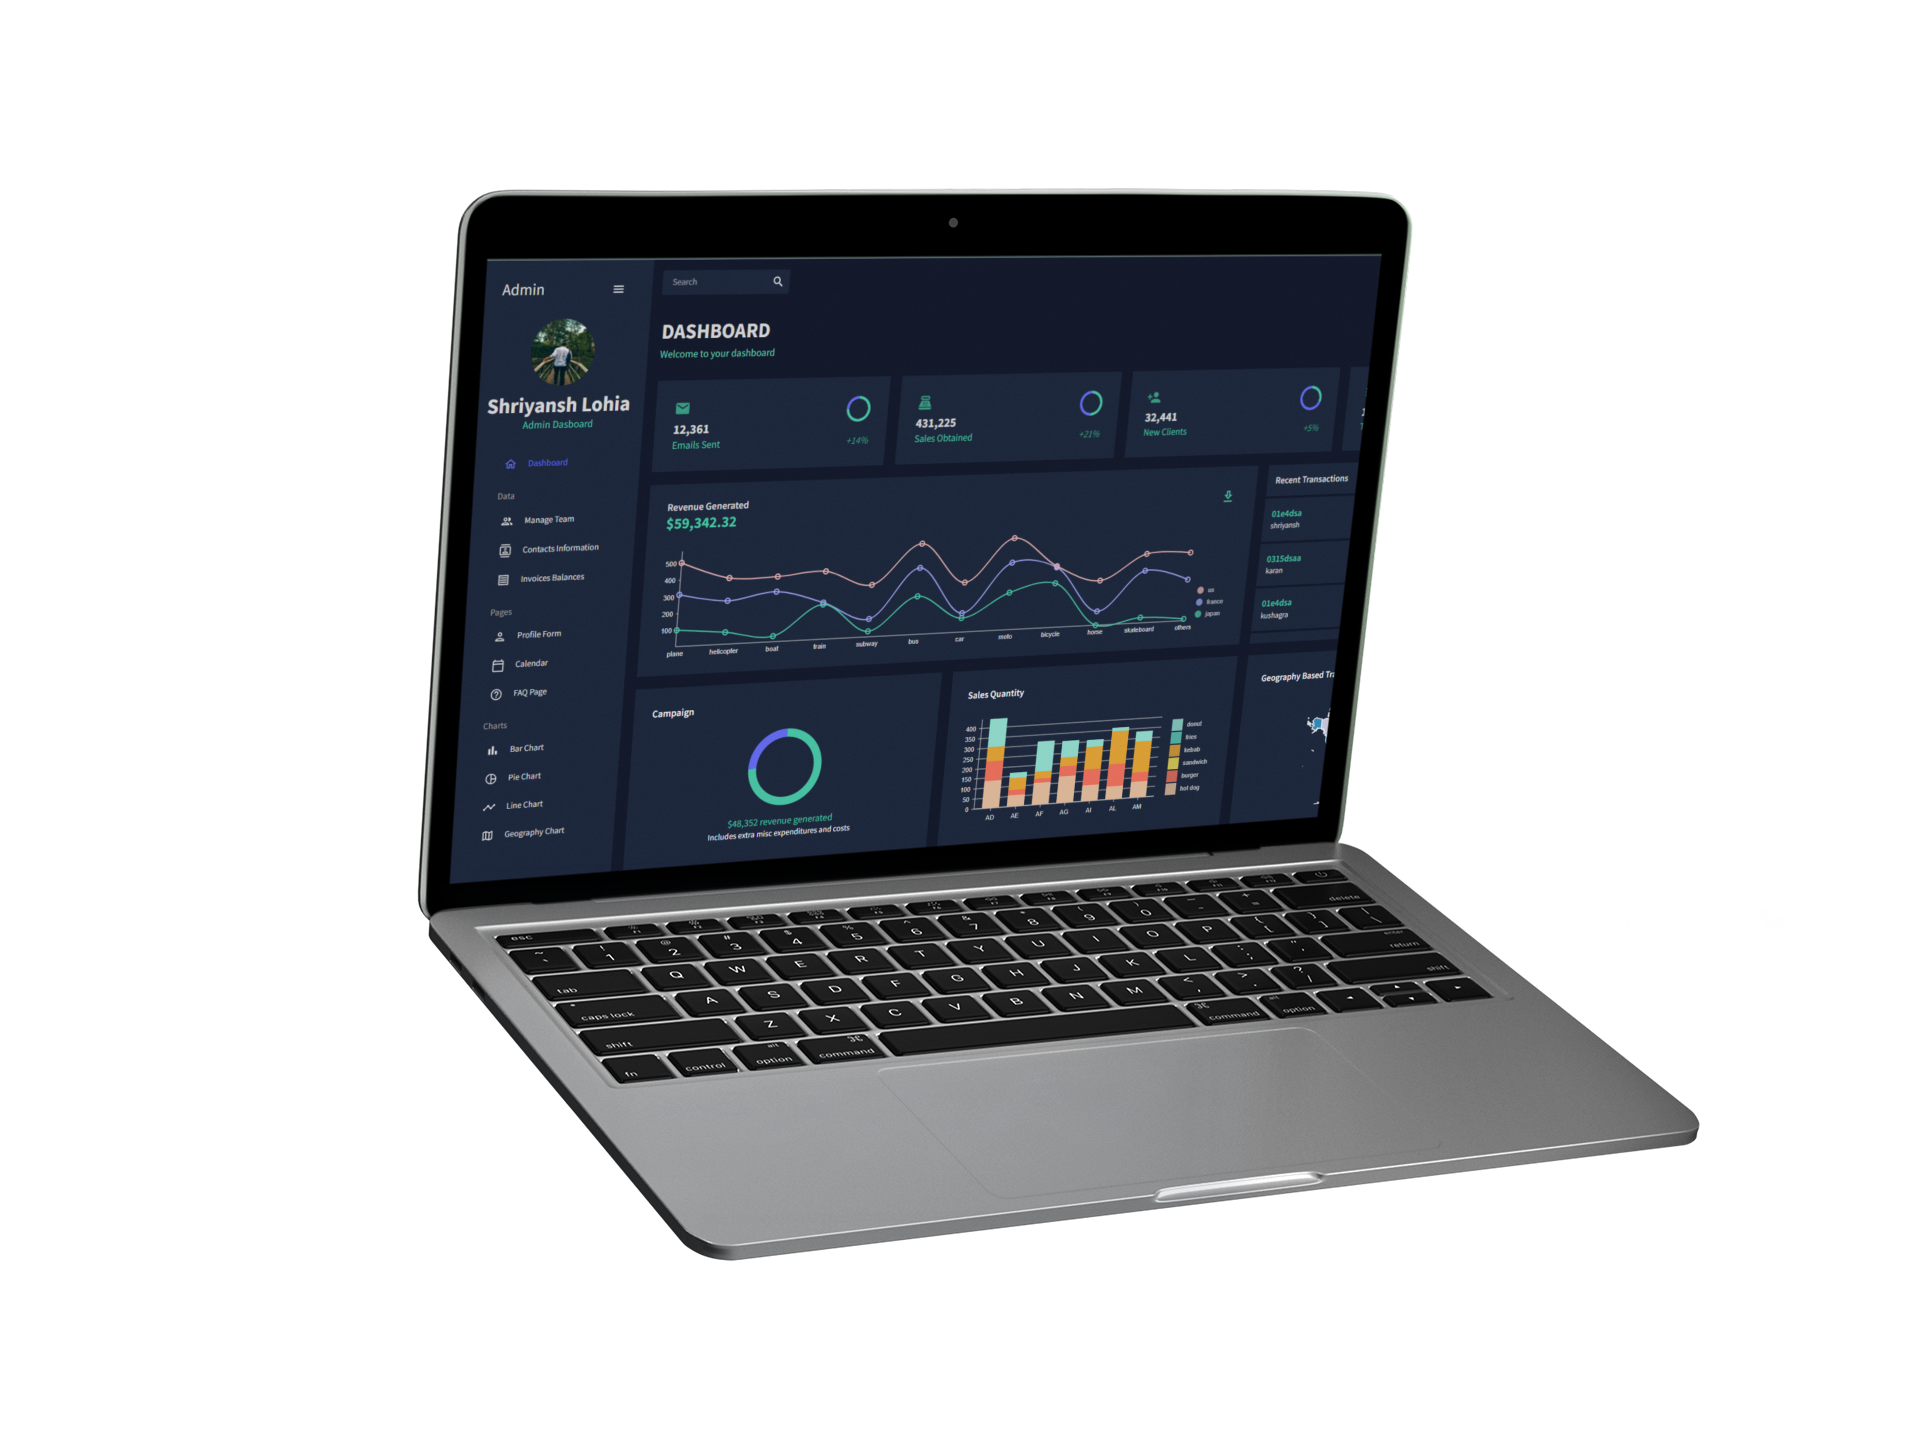 Admin
Search
DASHBOARD
Welcome to your dashboard
Shriyansh Lohia
Admin Dasboard
Dashboard
Data
Manage Team
Contacts Information
Invoices Balances
Pages
Profile Form
Calendar
FAQ Page
Charts
Bar Chart
Pie Chart
Line Chart
Geography Chart
12,361
Emails Sent
+14%
431,225
Sales Obtained
+21%
32,441
New Clients
+5%
Revenue Generated
$59,342.32
500
400
300
200
100
plane helicopter boat train subway bus car moto bicycle horse skateboard others
us
france
japan
Recent Transactions
01e4dsa
shriyansh
0315dsaa
karan
01e4dsa
kushagra
Campaign
$48,352 revenue generated
Includes extra misc expenditures and costs
Sales Quantity
400
350
300
250
200
150
100
50
0
AD AE AF AG AI AL AM
donut
fries
kebab
sandwich
burger
hot dog
Geography Based Tr
esc
~ ! @ # $ % ^ & * ( ) _ + delete
1 2 3 4 5 6 7 8 9 0 - =
tab Q W E R T Y U I O P { [ } ] | \
caps lock A S D F G H J K L : ; " ' enter return
shift Z X C V B N M < , > . ? / shift
fn control alt option ⌘ command ⌘ command alt option